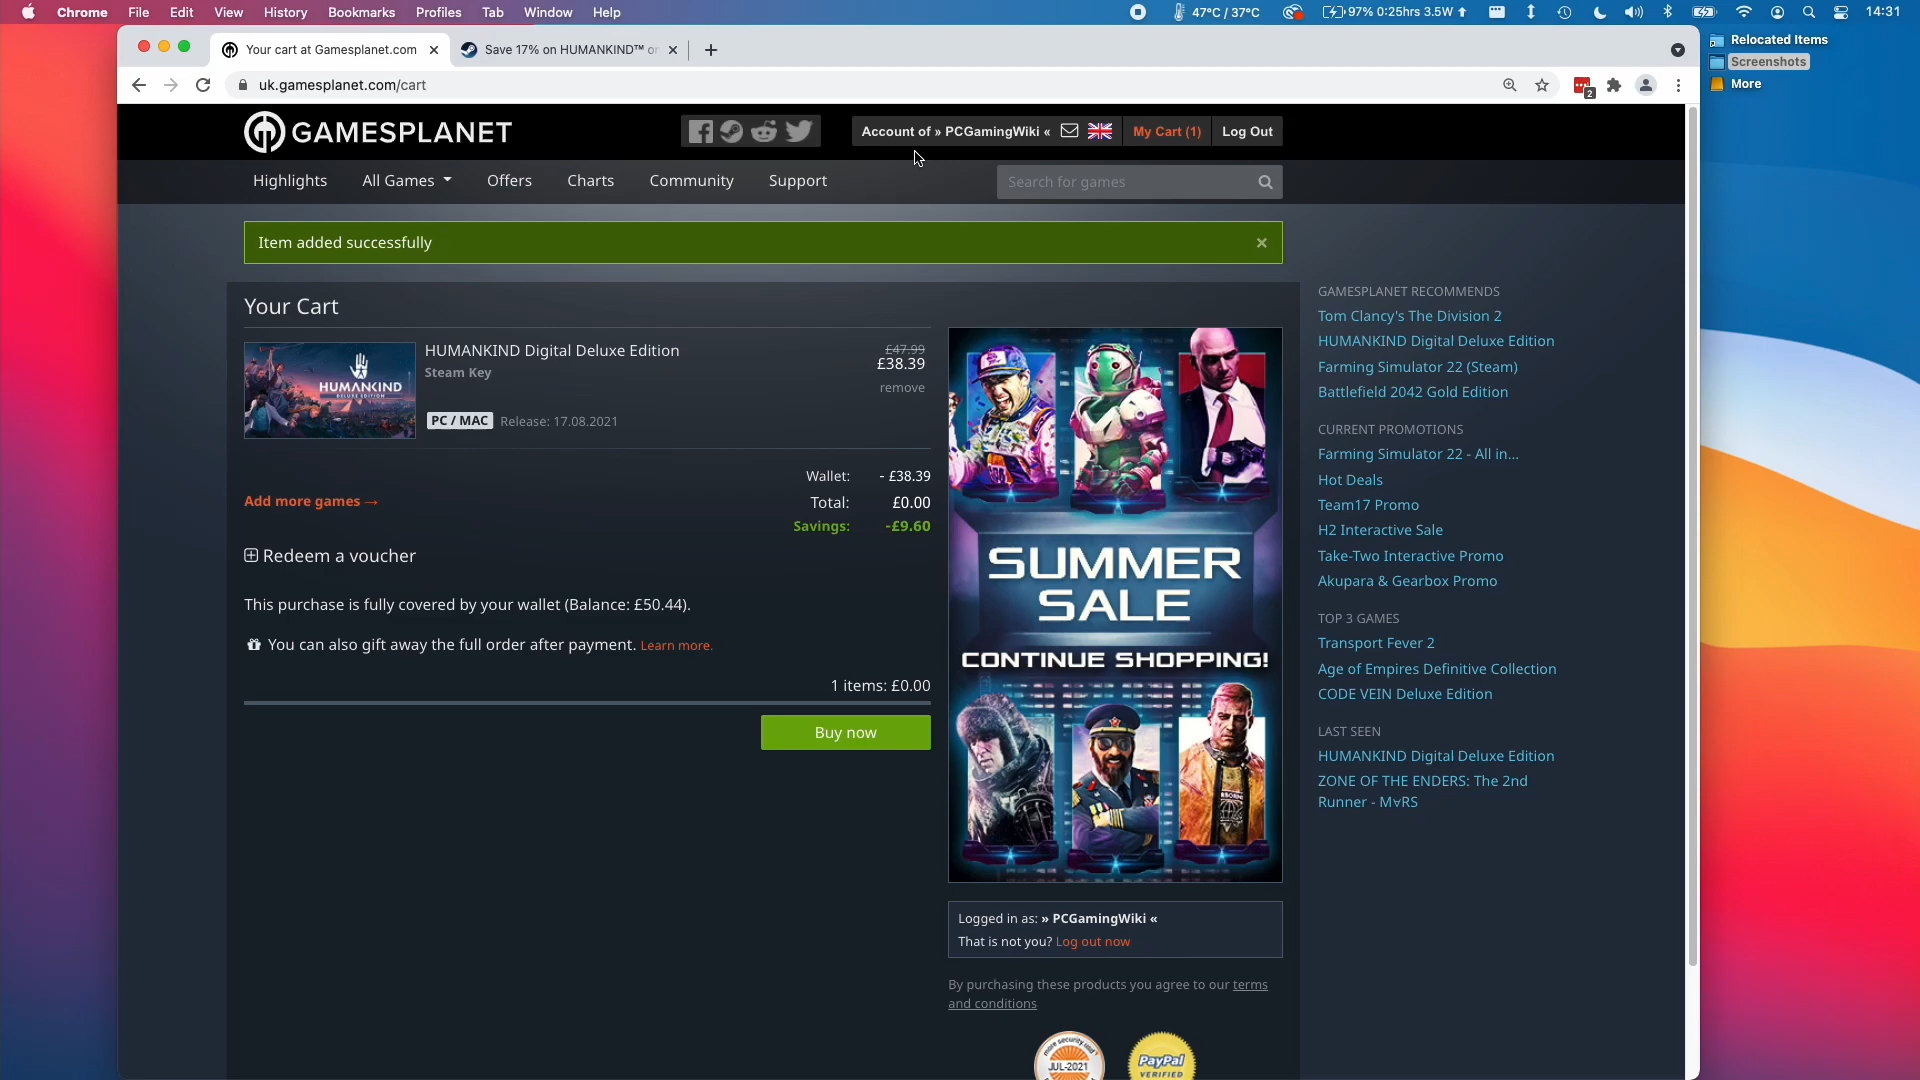 Chrome File Edit View History Bookmarks Profiles Tab Window Help 47°C / 37°C 97% 0:25hrs 3.5W 14:31
Your cart at Gamesplanet.com Save 17% on HUMANKIND™ on
uk.gamesplanet.com/cart 2
Relocated Items
Screenshots
More
GAMESPLANET Account of » PCGamingWiki « My Cart (1) Log Out
Highlights All Games Offers Charts Community Support Search for games
Item added successfully
Your Cart
HUMANKIND Digital Deluxe Edition £47.99
£38.39
Steam Key
remove
HUMANKIND
DELUXE EDITION
PC / MAC Release: 17.08.2021
Wallet: - £38.39
Add more games →
Total: £0.00
Savings: -£9.60
Redeem a voucher
This purchase is fully covered by your wallet (Balance: £50.44).
You can also gift away the full order after payment. Learn more.
1 items: £0.00
Buy now
SUMMER
SALE
CONTINUE SHOPPING!
Logged in as: » PCGamingWiki «
That is not you? Log out now
By purchasing these products you agree to our terms
and conditions
JUL-2021
PayPal
VERIFIED
GAMESPLANET RECOMMENDS
Tom Clancy's The Division 2
HUMANKIND Digital Deluxe Edition
Farming Simulator 22 (Steam)
Battlefield 2042 Gold Edition
CURRENT PROMOTIONS
Farming Simulator 22 - All in...
Hot Deals
Team17 Promo
H2 Interactive Sale
Take-Two Interactive Promo
Akupara & Gearbox Promo
TOP 3 GAMES
Transport Fever 2
Age of Empires Definitive Collection
CODE VEIN Deluxe Edition
LAST SEEN
HUMANKIND Digital Deluxe Edition
ZONE OF THE ENDERS: The 2nd
Runner - M∀RS